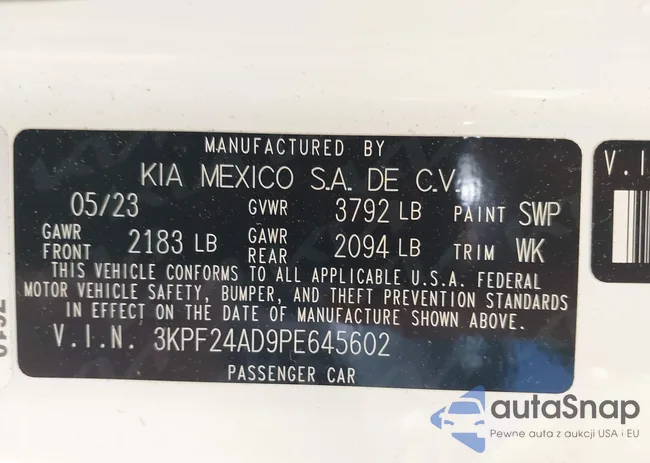 MANUFACTURED BY
KIA MEXICO S.A. DE C.V.
05/23 GVWR 3792 LB PAINT SWP
GAWR FRONT 2183 LB GAWR REAR 2094 LB TRIM WK
THIS VEHICLE CONFORMS TO ALL APPLICABLE U.S.A. FEDERAL
MOTOR VEHICLE SAFETY, BUMPER, AND THEFT PREVENTION STANDARDS
IN EFFECT ON THE DATE OF MANUFACTURE SHOWN ABOVE.
V.I.N. 3KPF24AD9PE645602
PASSENGER CAR
V.I
autaSnap
Pewne auta z aukcji USA i EU